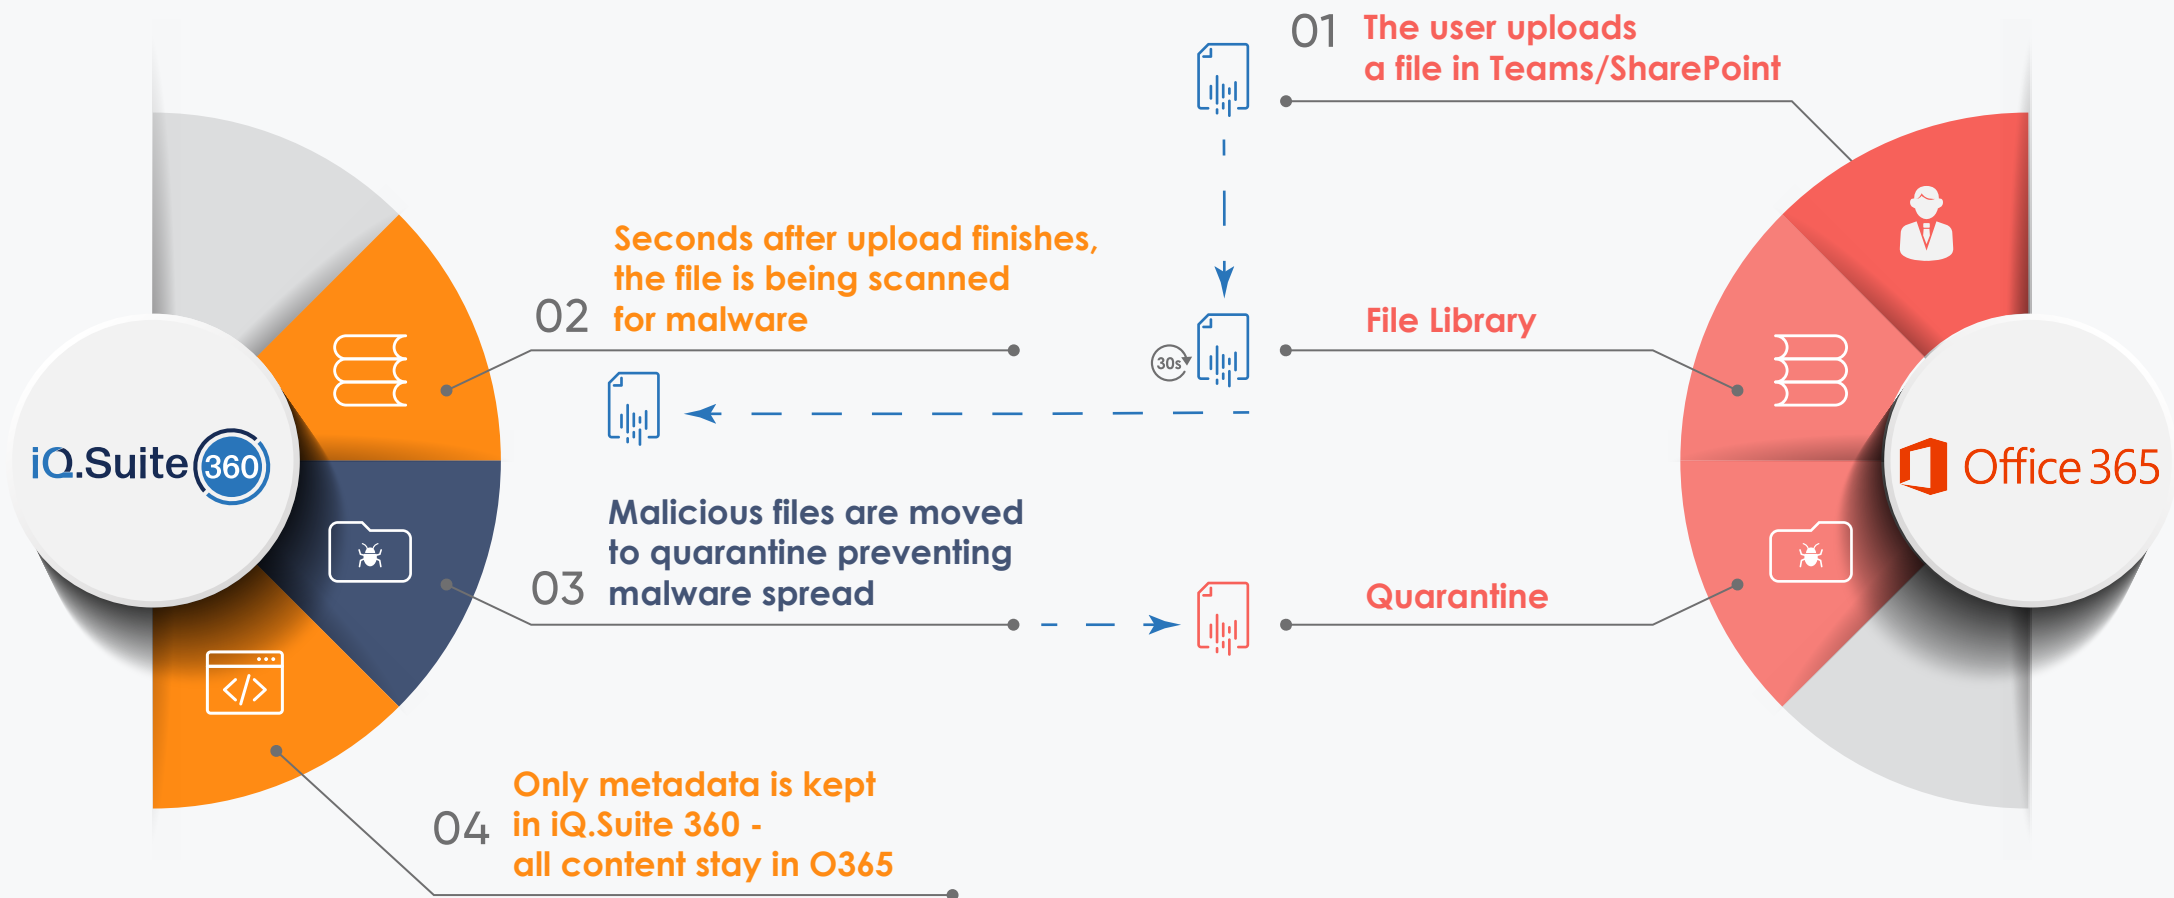 01
The user uploads
a file in Teams/SharePoint
02
Seconds after upload finishes,
the file is being scanned
for malware
30s
File Library
iQ.Suite 360
Office 365
03
Malicious files are moved
to quarantine preventing
malware spread
Quarantine
04
Only metadata is kept
in iQ.Suite 360 -
all content stay in O365